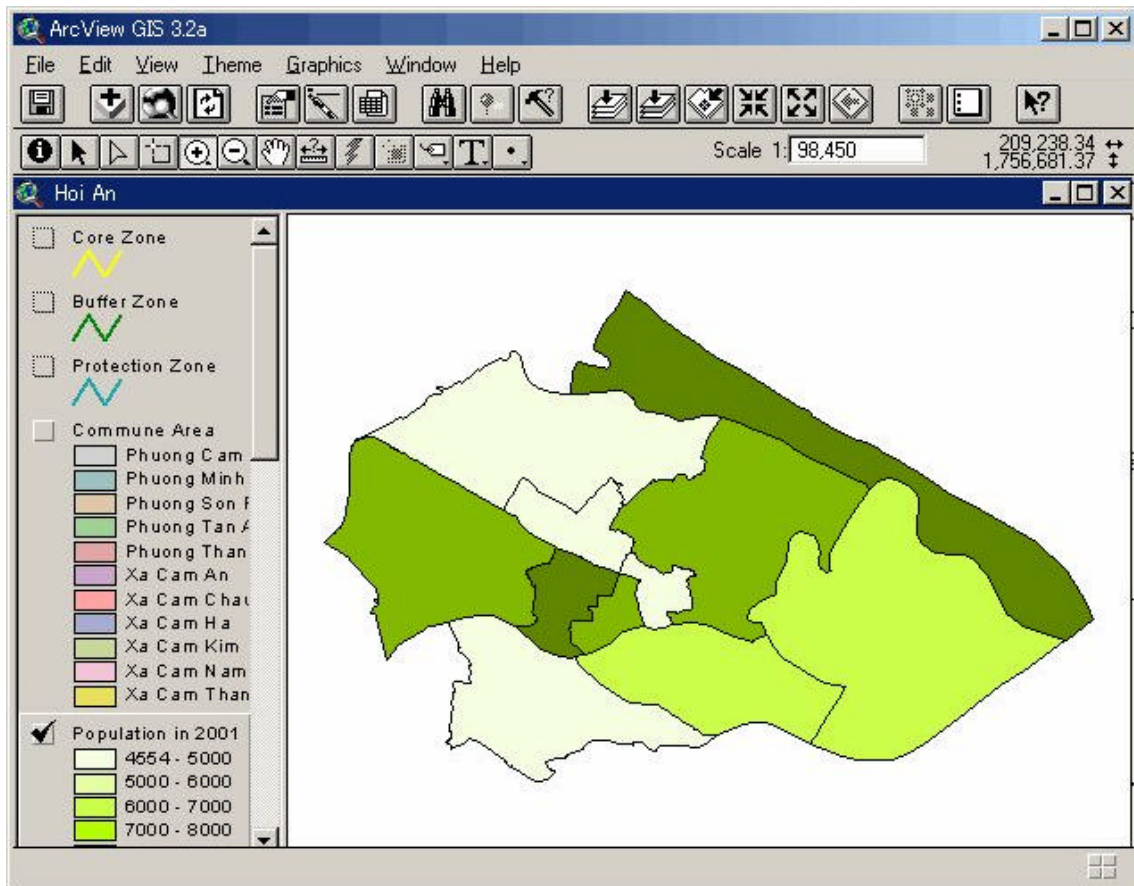 ArcView GIS 3.2a
File Edit View Theme Graphics Window Help
Scale 1: 98,450
209,238.34
1,756,681.37
Hoi An
Core Zone
Buffer Zone
Protection Zone
Commune Area
Phuong Cam
Phuong Minh
Phuong Son
Phuong Tan
Phuong Than
Xa Cam An
Xa Cam Chau
Xa Cam Ha
Xa Cam Kim
Xa Cam Nam
Xa Cam Than
Population in 2001
4554 - 5000
5000 - 6000
6000 - 7000
7000 - 8000